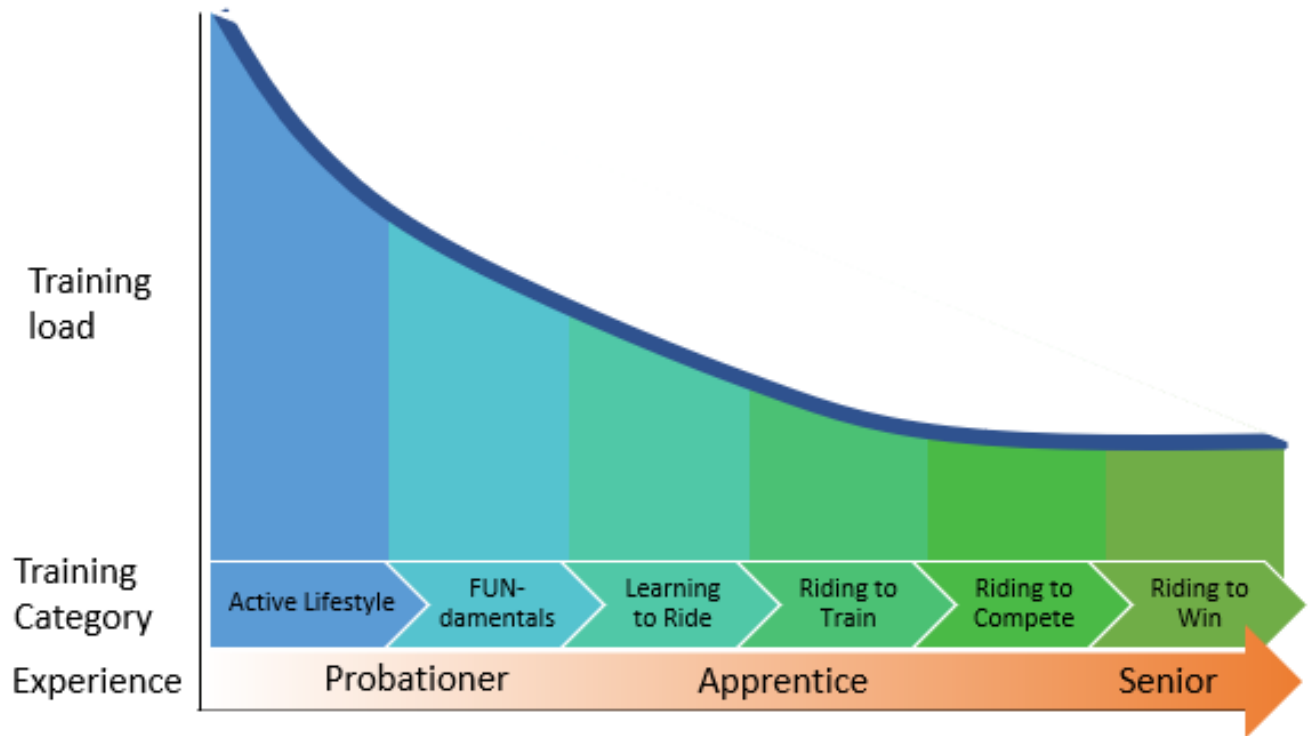 Training
load
Training
Category
Active Lifestyle
FUN-
damentals
Learning
to Ride
Riding to
Train
Riding to
Compete
Riding to
Win
Experience
Probationer
Apprentice
Senior